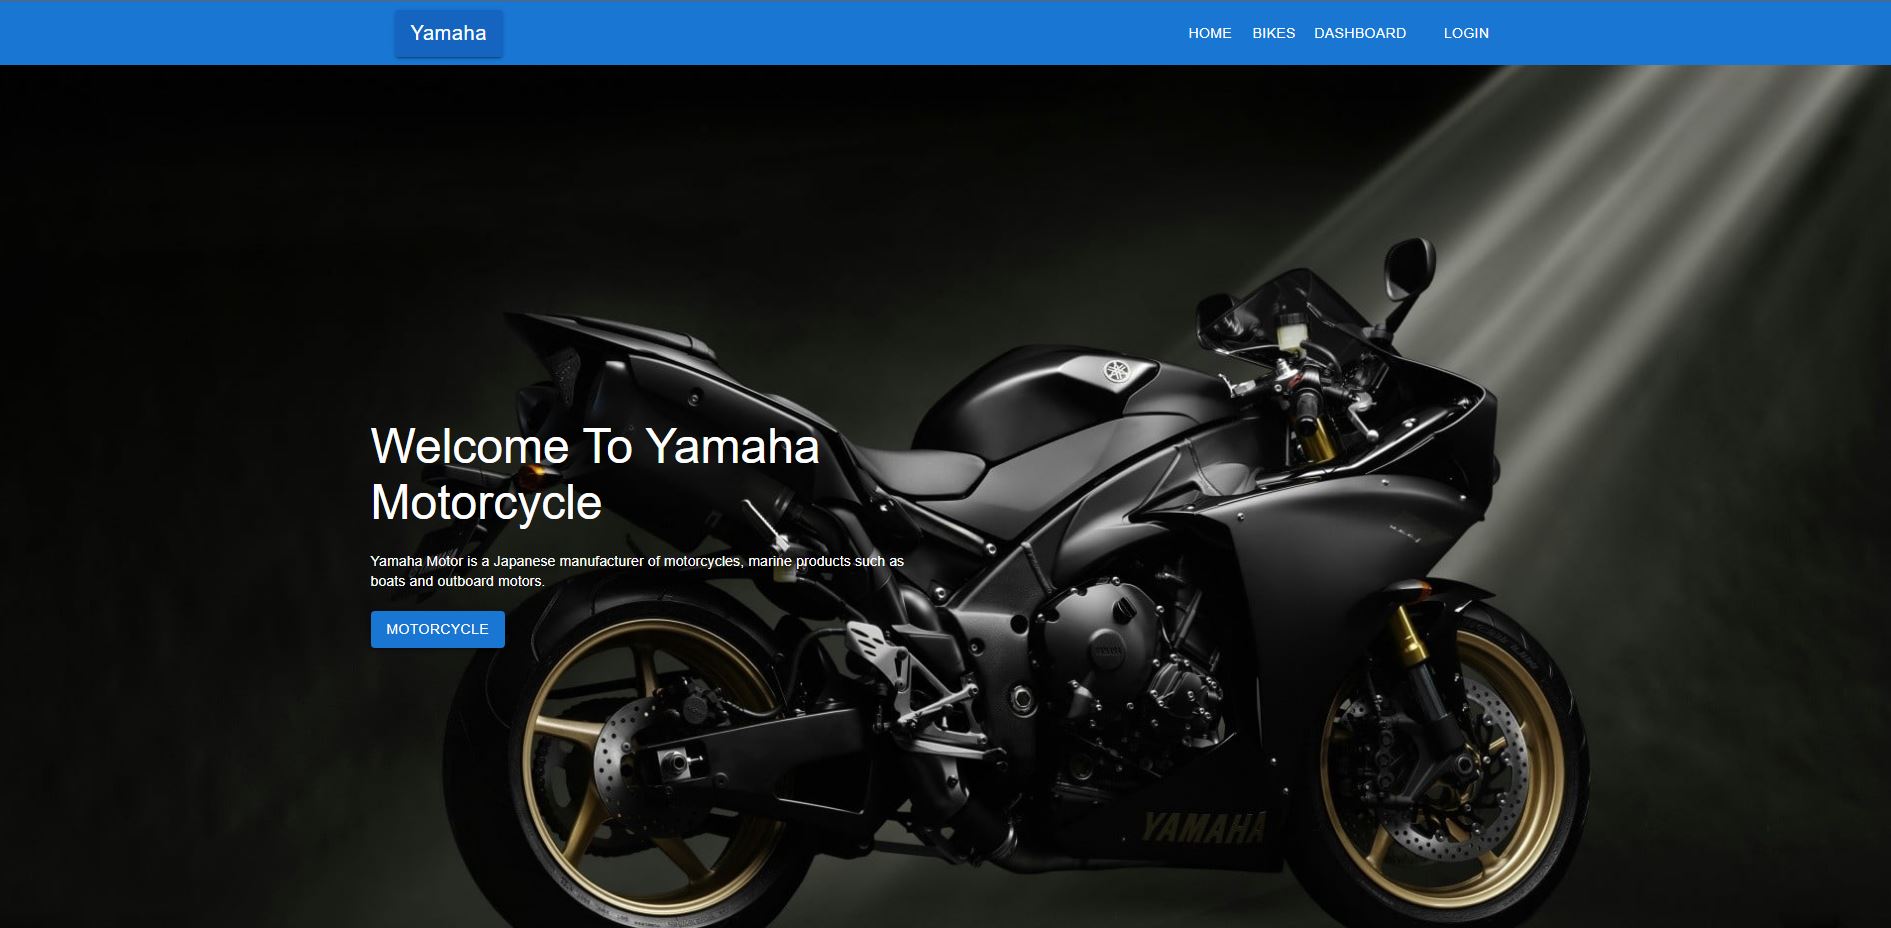 Yamaha
HOME BIKES DASHBOARD LOGIN
Welcome To Yamaha
Motorcycle
Yamaha Motor is a Japanese manufacturer of motorcycles, marine products such as
boats and outboard motors.
MOTORCYCLE
YAMAHA